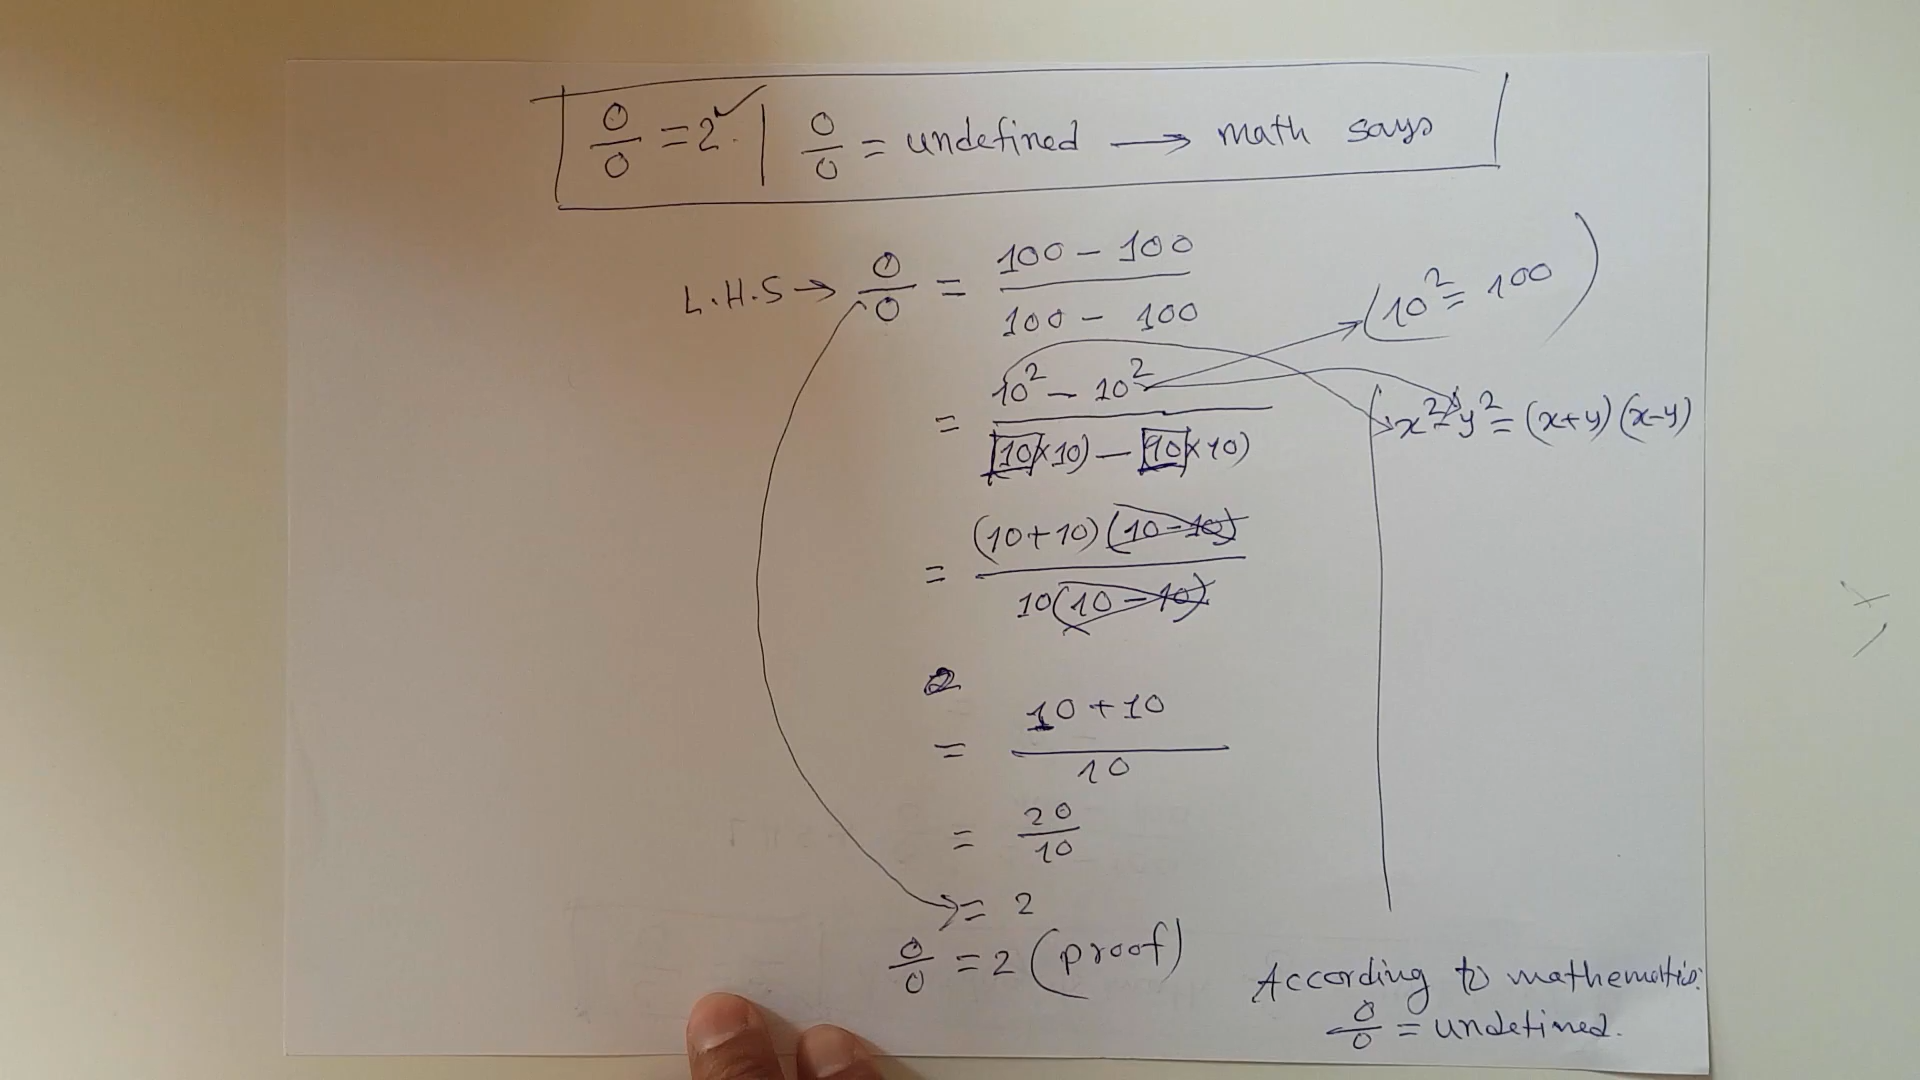 0/0 = 2. | 0/0 = undefined → math says
L.H.S → 0/0 = (100 - 100)/(100 - 100)
(10² = 100)
= (10² - 10²)/((10×10) - (10×10))
x² - y² = (x+y)(x-y)
= (10+10)(10-10)/10(10-10)
= (10+10)/10
= 20/10
= 2
0/0 = 2 (proof)
According to mathematics:
0/0 = undefined.